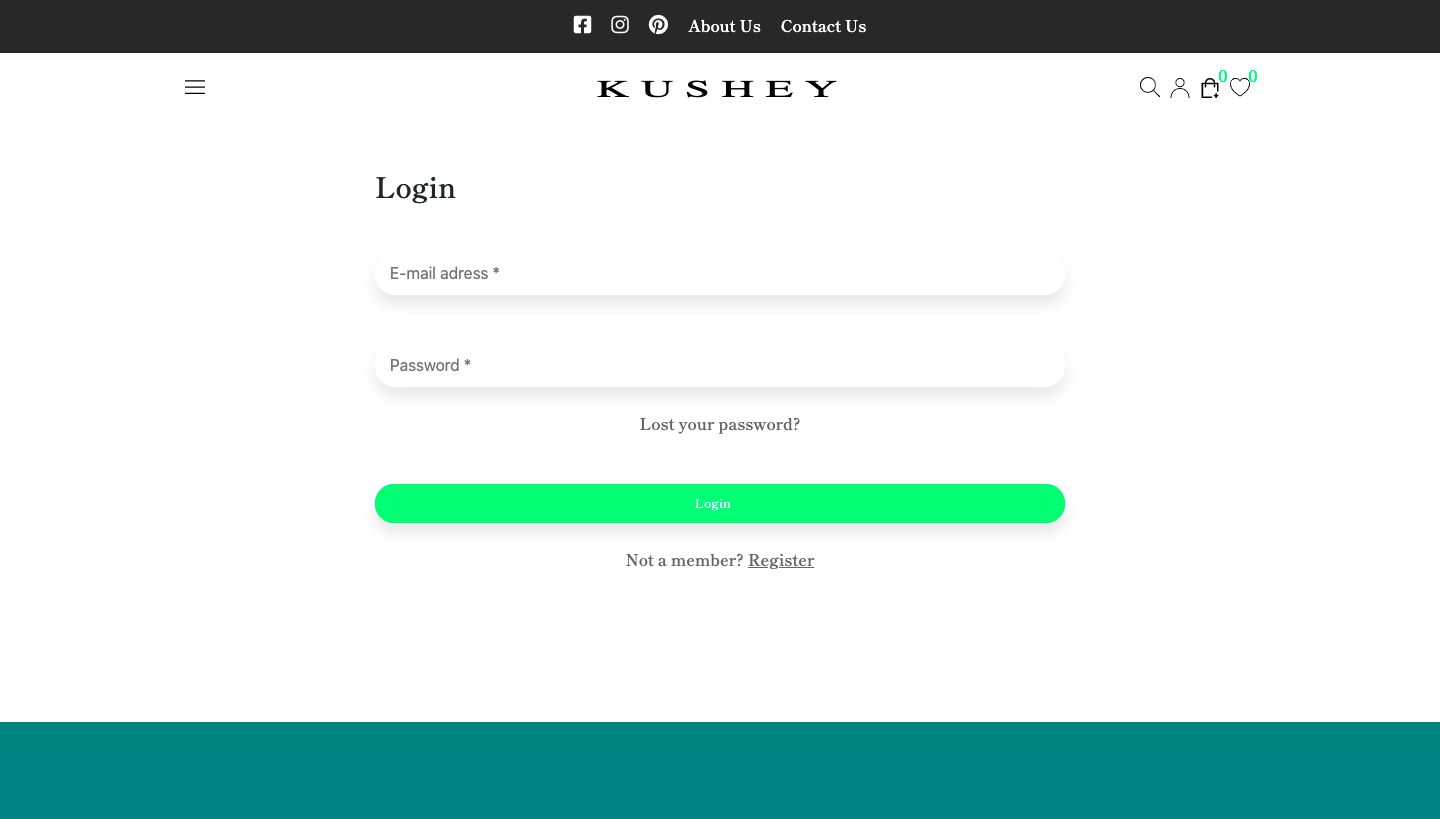 About Us Contact Us
KUSHEY
0 0
Login
E-mail adress *
Password *
Lost your password?
Login
Not a member? Register